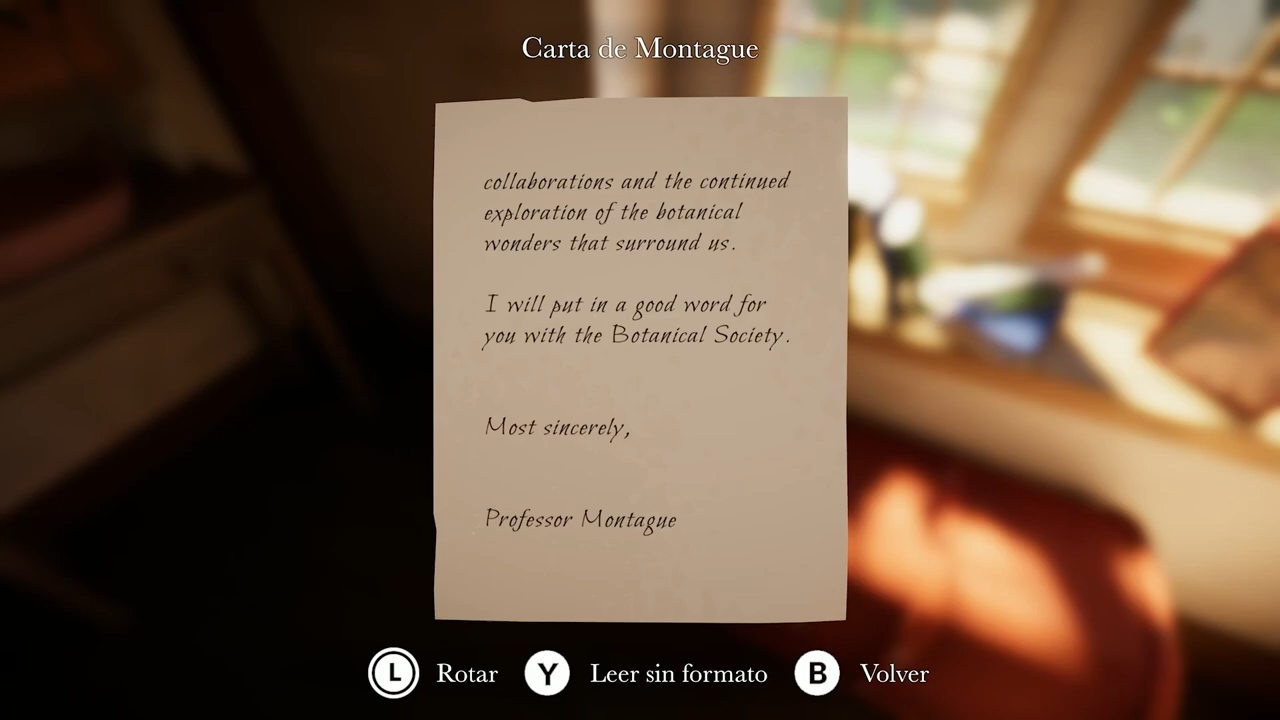 Carta de Montague
collaborations and the continued
exploration of the botanical
wonders that surround us.
I will put in a good word for
you with the Botanical Society.
Most sincerely,
Professor Montague
L Rotar Y Leer sin formato B Volver